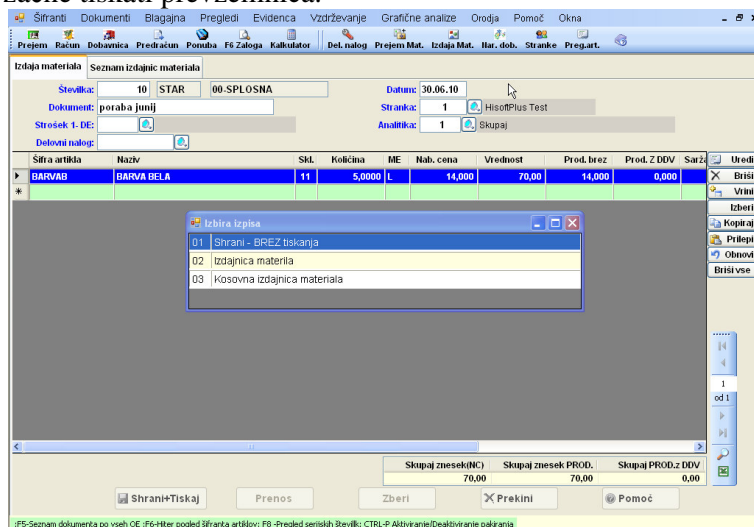 začne tiskati prevzemnica.
Šifranti Dokumenti Blagajna Pregledi Evidenca Vzdrževanje Grafične analize Orodja Pomoč Okna
Prejem Račun Dobavnica Predračun Ponuba F6 Zaloga Kalkulator Del. nalog Prejem Mat. Izdaja Mat. Nar. dob. Stranke Preg.art.
Izdaja materiala Seznam izdajnic materiala
Številka: 10 STAR 00-SPLOSNA Datum: 30.06.10
Dokument: poraba junij Stranka: 1 HisoftPlus Test
Strošek 1- DE: Analitika: 1 Skupaj
Delovni nalog:
Šifra artikla Naziv Skl. Količina ME Nab. cena Vrednost Prod. brez Prod. Z DDV Sarža
BARVAB BARVA BELA 11 5,0000 L 14,000 70,00 14,000 0,000
Uredi
Briši
Vrini
Izberi
Kopiraj
Prilepi
Obnovi
Briši vse
Izbira izpisa
01 Shrani - BREZ tiskanja
02 Izdajnica materila
03 Kosovna izdajnica materiala
1
od 1
Skupaj znesek(NC) Skupaj znesek PROD. Skupaj PROD.z DDV
70,00 70,00 0,00
Shrani+Tiskaj Prenos Zberi Prekini Pomoč
:F5-Seznam dokumenta po vseh OE :F6-Hiter pogled šifranta artiklov: F8 -Pregled serijskih številk: CTRL-P Aktiviranje/Deaktiviranje pakiranja